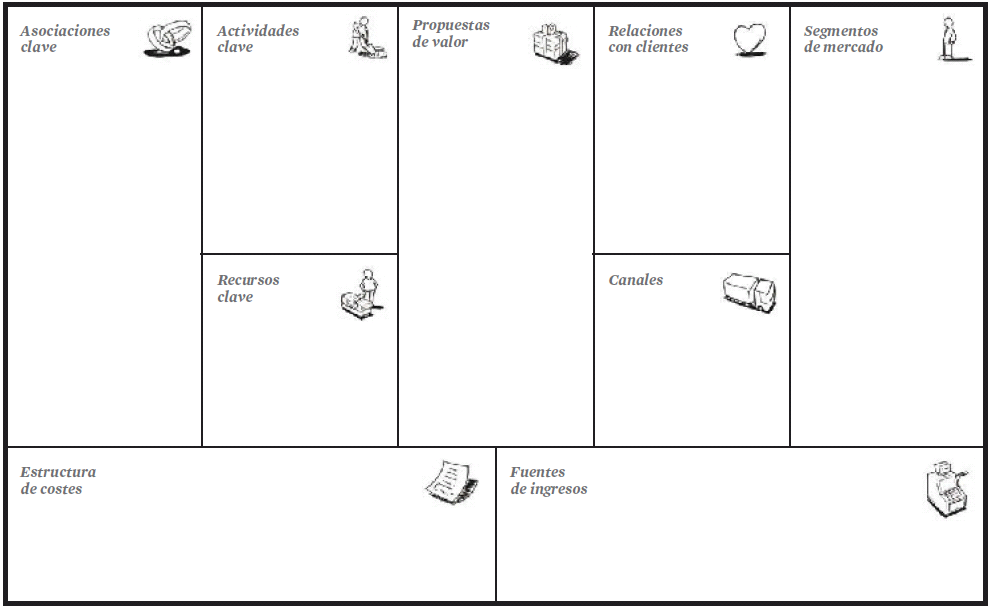 Asociaciones
clave
Actividades
clave
Propuestas
de valor
Relaciones
con clientes
Segmentos
de mercado
Recursos
clave
Canales
Estructura
de costes
Fuentes
de ingresos